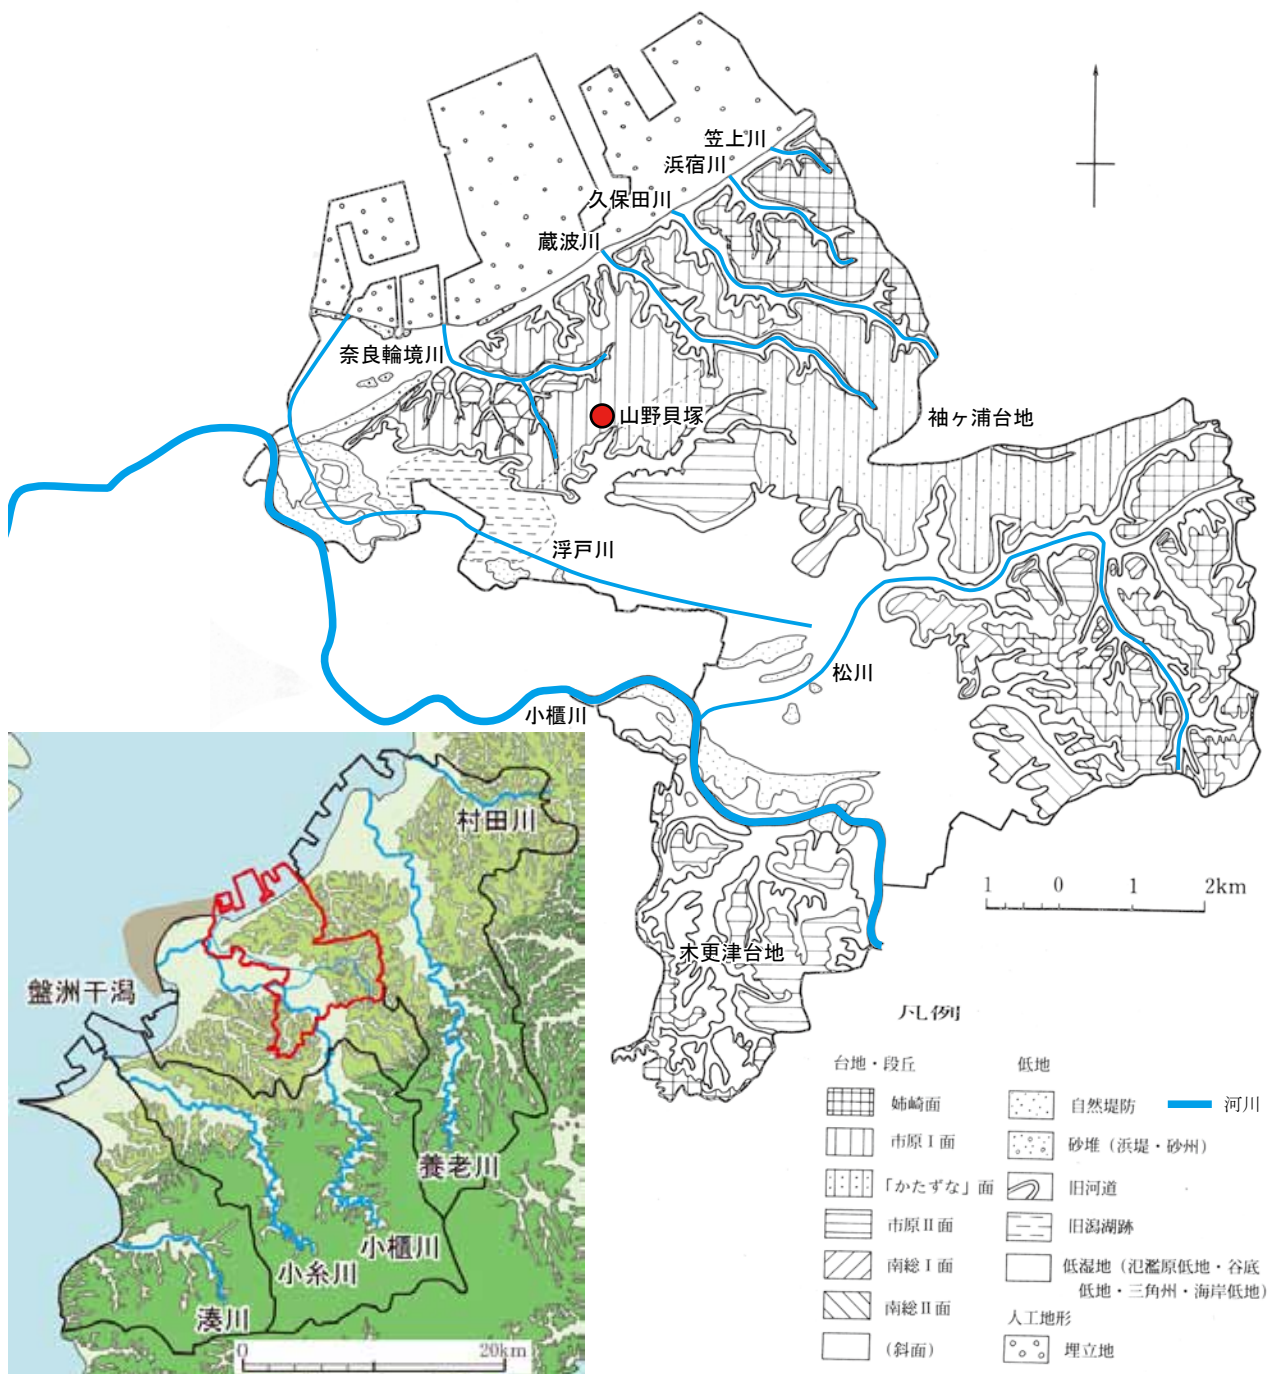 笠上川
浜宿川
久保田川
蔵波川
奈良輪境川
山野貝塚
袖ヶ浦台地
浮戸川
松川
小櫃川
木更津台地
1 0 1 2km
村田川
盤洲干潟
養老川
小櫃川
小糸川
湊川
0 20km
凡例
台地・段丘
姉崎面
市原Ⅰ面
「かたずな」面
市原Ⅱ面
南総Ⅰ面
南総Ⅱ面
(斜面)
低地
自然堤防
河川
砂堆(浜堤・砂州)
旧河道
旧潟湖跡
低湿地(氾濫原低地・谷底
低地・三角州・海岸低地)
人工地形
埋立地